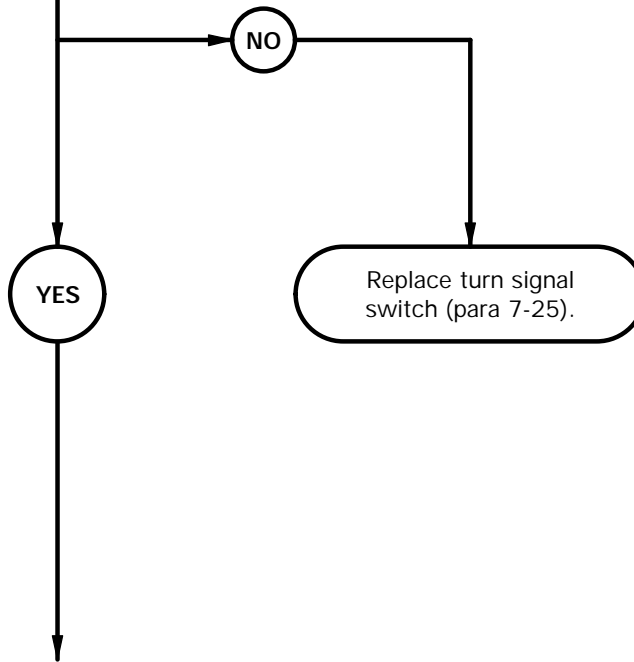 NO
YES
Replace turn signal
switch (para 7-25).